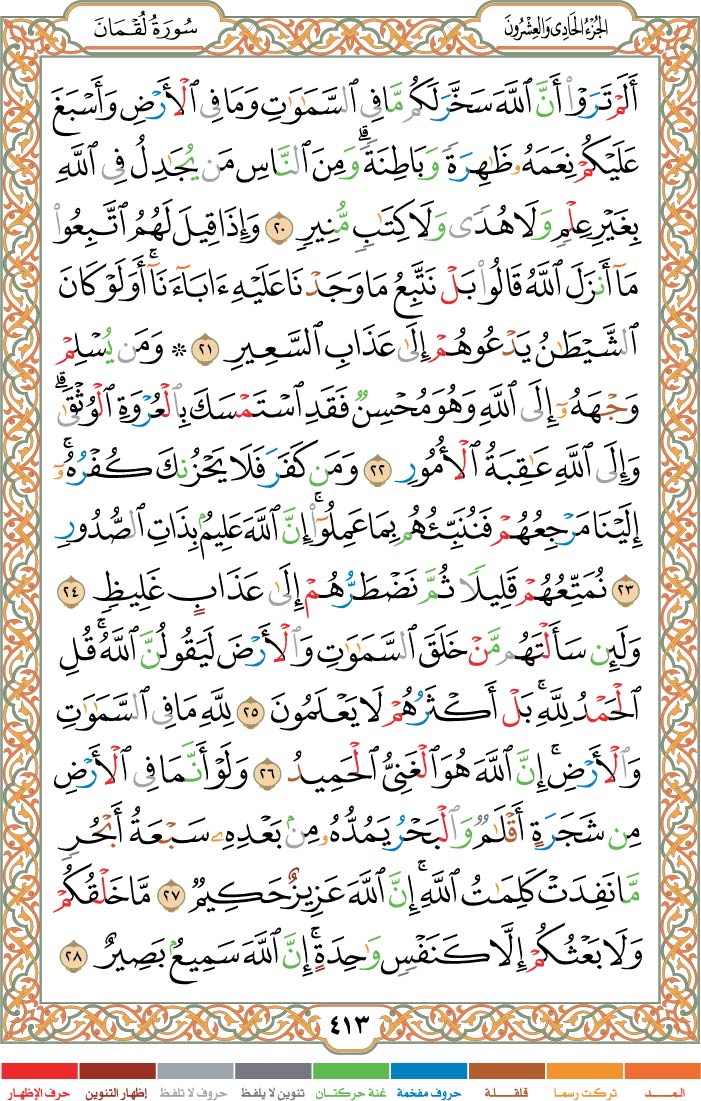 سُورَةُ لُقْمَانَ
الجُزْءُ الحَادِى وَالعِشْرُونَ
أَلَمْ تَرَوْا۟ أَنَّ ٱللَّهَ سَخَّرَ لَكُم مَّا فِى ٱلسَّمَـٰوَٰتِ وَمَا فِى ٱلْأَرْضِ وَأَسْبَغَ
عَلَيْكُمْ نِعَمَهُۥ ظَـٰهِرَةً وَبَاطِنَةً ۗ وَمِنَ ٱلنَّاسِ مَن يُجَـٰدِلُ فِى ٱللَّهِ
بِغَيْرِ عِلْمٍ وَلَا هُدًى وَلَا كِتَـٰبٍ مُّنِيرٍ ٢٠ وَإِذَا قِيلَ لَهُمُ ٱتَّبِعُوا۟
مَآ أَنزَلَ ٱللَّهُ قَالُوا۟ بَلْ نَتَّبِعُ مَا وَجَدْنَا عَلَيْهِ ءَابَآءَنَآ ۚ أَوَلَوْ كَانَ
ٱلشَّيْطَـٰنُ يَدْعُوهُمْ إِلَىٰ عَذَابِ ٱلسَّعِيرِ ٢١ ۞ وَمَن يُسْلِمْ
وَجْهَهُۥٓ إِلَى ٱللَّهِ وَهُوَ مُحْسِنٌ فَقَدِ ٱسْتَمْسَكَ بِٱلْعُرْوَةِ ٱلْوُثْقَىٰ ۗ
وَإِلَى ٱللَّهِ عَـٰقِبَةُ ٱلْأُمُورِ ٢٢ وَمَن كَفَرَ فَلَا يَحْزُنكَ كُفْرُهُۥٓ ۚ
إِلَيْنَا مَرْجِعُهُمْ فَنُنَبِّئُهُم بِمَا عَمِلُوٓا۟ ۚ إِنَّ ٱللَّهَ عَلِيمٌۢ بِذَاتِ ٱلصُّدُورِ
٢٣ نُمَتِّعُهُمْ قَلِيلًا ثُمَّ نَضْطَرُّهُمْ إِلَىٰ عَذَابٍ غَلِيظٍ ٢٤
وَلَئِن سَأَلْتَهُم مَّنْ خَلَقَ ٱلسَّمَـٰوَٰتِ وَٱلْأَرْضَ لَيَقُولُنَّ ٱللَّهُ ۚ قُلِ
ٱلْحَمْدُ لِلَّهِ ۚ بَلْ أَكْثَرُهُمْ لَا يَعْلَمُونَ ٢٥ لِلَّهِ مَا فِى ٱلسَّمَـٰوَٰتِ
وَٱلْأَرْضِ ۚ إِنَّ ٱللَّهَ هُوَ ٱلْغَنِىُّ ٱلْحَمِيدُ ٢٦ وَلَوْ أَنَّمَا فِى ٱلْأَرْضِ
مِن شَجَرَةٍ أَقْلَـٰمٌ وَٱلْبَحْرُ يَمُدُّهُۥ مِنۢ بَعْدِهِۦ سَبْعَةُ أَبْحُرٍ
مَّا نَفِدَتْ كَلِمَـٰتُ ٱللَّهِ ۗ إِنَّ ٱللَّهَ عَزِيزٌ حَكِيمٌ ٢٧ مَّا خَلْقُكُمْ
وَلَا بَعْثُكُمْ إِلَّا كَنَفْسٍ وَٰحِدَةٍ ۗ إِنَّ ٱللَّهَ سَمِيعٌۢ بَصِيرٌ ٢٨
٤١٣
المـــد تركت رسما قلقـلـة حروف مفخمة غنة حركتان تنوين لا يلفظ حروف لا تلفظ إظهار التنوين حرف الإظهار